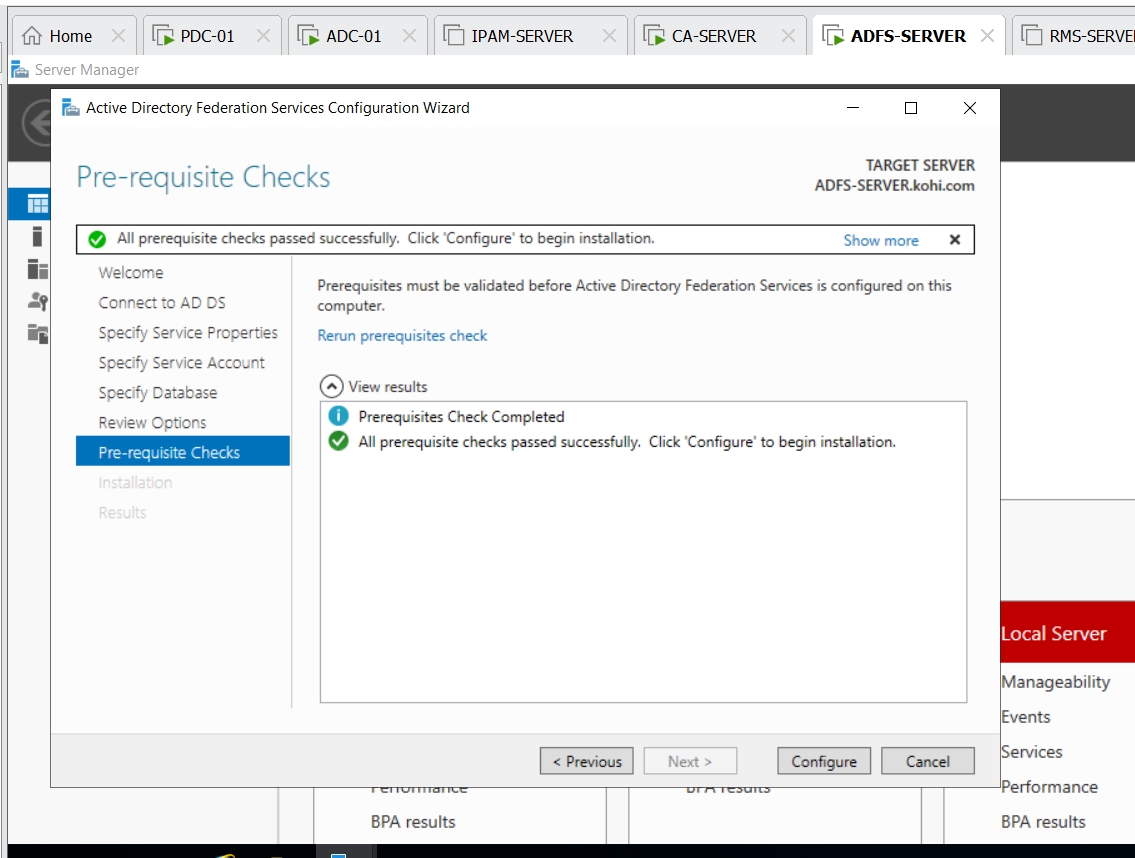 Home
PDC-01
ADC-01
IPAM-SERVER
CA-SERVER
ADFS-SERVER
RMS-SERVE
Server Manager
Active Directory Federation Services Configuration Wizard
Pre-requisite Checks
TARGET SERVER
ADFS-SERVER.kohi.com
All prerequisite checks passed successfully.  Click 'Configure' to begin installation.
Show more
Welcome
Connect to AD DS
Specify Service Properties
Specify Service Account
Specify Database
Review Options
Pre-requisite Checks
Installation
Results
Prerequisites must be validated before Active Directory Federation Services is configured on this
computer.
Rerun prerequisites check
View results
Prerequisites Check Completed
All prerequisite checks passed successfully.  Click 'Configure' to begin installation.
< Previous
Next >
Configure
Cancel
Performance
BPA results
BPA results
Local Server
Manageability
Events
Services
Performance
BPA results